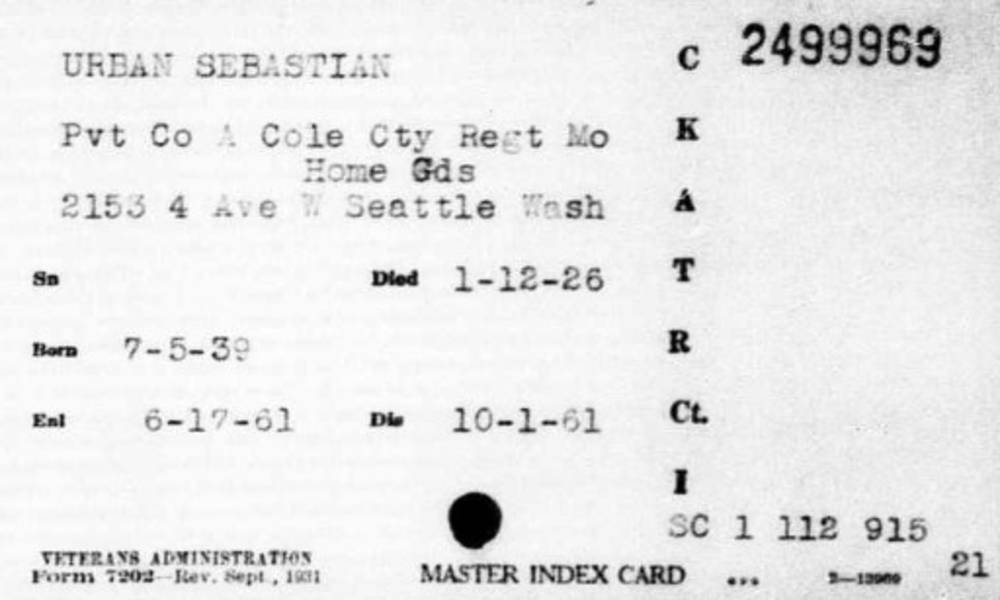 URBAN SEBASTIAN C 2499969
Pvt Co A Cole Cty Regt Mo K
Home Gds
2153 4 Ave W Seattle Wash A
Sn Died 1-12-26 T
Born 7-5-39 R
Enl 6-17-61 Dis 10-1-61 Ct.
I
SC 1 112 915
VETERANS ADMINISTRATION
Form 7202—Rev. Sept., 1931 MASTER INDEX CARD ... 21